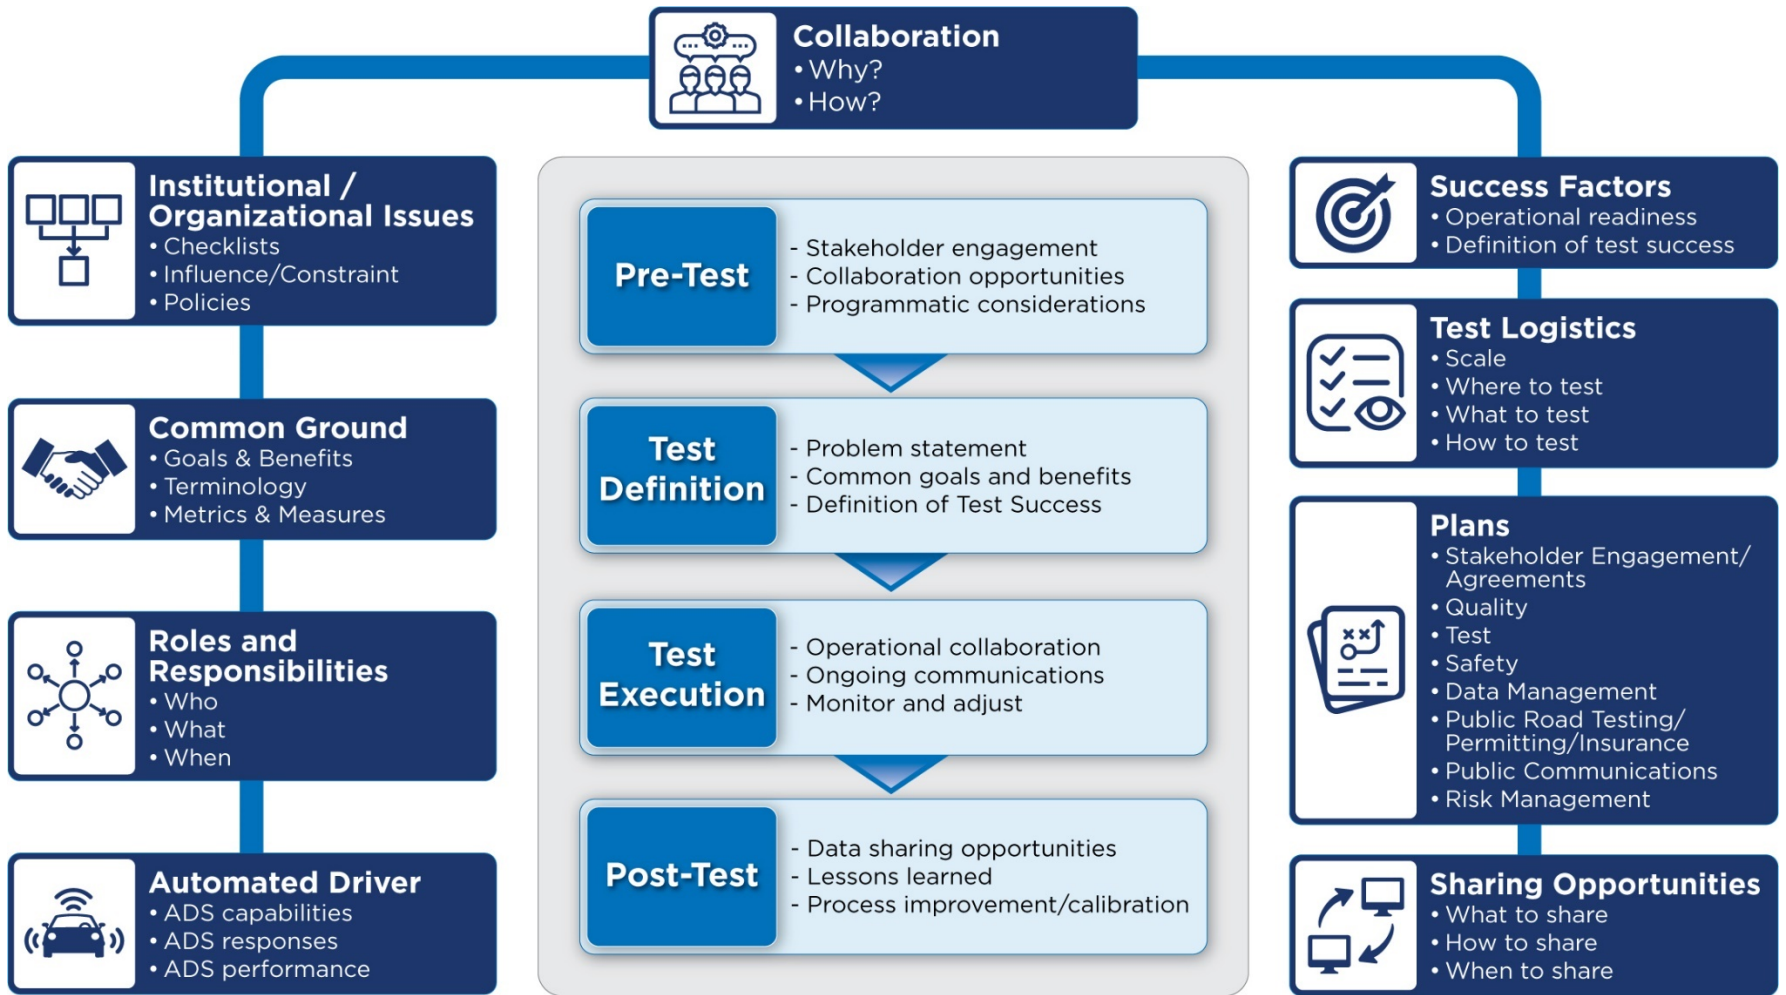 Collaboration
• Why?
• How?
Institutional /
Organizational Issues
• Checklists
• Influence/Constraint
• Policies
Common Ground
• Goals & Benefits
• Terminology
• Metrics & Measures
Roles and
Responsibilities
• Who
• What
• When
Automated Driver
• ADS capabilities
• ADS responses
• ADS performance
Pre-Test
- Stakeholder engagement
- Collaboration opportunities
- Programmatic considerations
Test
Definition
- Problem statement
- Common goals and benefits
- Definition of Test Success
Test
Execution
- Operational collaboration
- Ongoing communications
- Monitor and adjust
Post-Test
- Data sharing opportunities
- Lessons learned
- Process improvement/calibration
Success Factors
• Operational readiness
• Definition of test success
Test Logistics
• Scale
• Where to test
• What to test
• How to test
Plans
• Stakeholder Engagement/
Agreements
• Quality
• Test
• Safety
• Data Management
• Public Road Testing/
Permitting/Insurance
• Public Communications
• Risk Management
Sharing Opportunities
• What to share
• How to share
• When to share